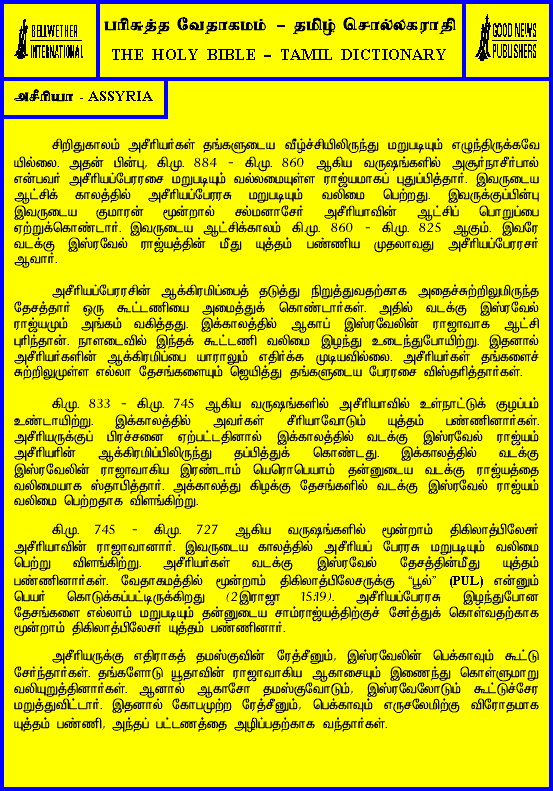 BELLWETHER
INTERNATIONAL
பரிசுத்த வேதாகமம் – தமிழ் சொல்லகராதி
THE HOLY BIBLE – TAMIL DICTIONARY
GOOD NEWS
PUBLISHERS
அசீரியா - ASSYRIA
சிறிதுகாலம் அசீரியர்கள் தங்களுடைய வீழ்ச்சியிலிருந்து மறுபடியும் எழுந்திருக்கவே
யில்லை. அதன் பின்பு, கி.மு. 884 - கி.மு. 860 ஆகிய வருஷங்களில் அசூர்நாசீர்பால்
என்பவர் அசீரியப்பேரரசை மறுபடியும் வல்லமையுள்ள ராஜ்யமாகப் புதுப்பித்தார். இவருடைய
ஆட்சிக் காலத்தில் அசீரியப்பேரரசு மறுபடியும் வலிமை பெற்றது. இவருக்குப்பின்பு
இவருடைய குமாரன் மூன்றால் சல்மனாசேர் அசீரியாவின் ஆட்சிப் பொறுப்பை
ஏற்றுக்கொண்டார். இவருடைய ஆட்சிக்காலம் கி.மு. 860 - கி.மு. 825 ஆகும். இவரே
வடக்கு இஸ்ரவேல் ராஜ்யத்தின் மீது யுத்தம் பண்ணிய முதலாவது அசீரியப்பேரரசர்
ஆவார்.
அசீரியப்பேரரசின் ஆக்கிரமிப்பைத் தடுத்து நிறுத்துவதற்காக அதைச்சுற்றிலுமிருந்த
தேசத்தார் ஒரு கூட்டணியை அமைத்துக் கொண்டார்கள். அதில் வடக்கு இஸ்ரவேல்
ராஜ்யமும் அங்கம் வகித்தது. இக்காலத்தில் ஆகாப் இஸ்ரவேலின் ராஜாவாக ஆட்சி
புரிந்தான். நாளடைவில் இந்தக் கூட்டணி வலிமை இழந்து உடைந்துபோயிற்று. இதனால்
அசீரியர்களின் ஆக்கிரமிப்பை யாராலும் எதிர்க்க முடியவில்லை. அசீரியர்கள் தங்களைச்
சுற்றிலுமுள்ள எல்லா தேசங்களையும் ஜெயித்து தங்களுடைய பேரரசை விஸ்தரித்தார்கள்.
கி.மு. 833 - கி.மு. 745 ஆகிய வருஷங்களில் அசீரியாவில் உள்நாட்டுக் குழப்பம்
உண்டாயிற்று. இக்காலத்தில் அவர்கள் சீரியாவோடும் யுத்தம் பண்ணினார்கள்.
அசீரியருக்குப் பிரச்சனை ஏற்பட்டதினால் இக்காலத்தில் வடக்கு இஸ்ரவேல் ராஜ்யம்
அசீரியரின் ஆக்கிரமிப்பிலிருந்து தப்பித்துக் கொண்டது. இக்காலத்தில் வடக்கு
இஸ்ரவேலின் ராஜாவாகிய இரண்டாம் யெரொபெயாம் தன்னுடைய வடக்கு ராஜ்யத்தை
வலிமையாக ஸ்தாபித்தார். அக்காலத்து கிழக்கு தேசங்களில் வடக்கு இஸ்ரவேல் ராஜ்யம்
வலிமை பெற்றதாக விளங்கிற்று.
கி.மு. 745 - கி.மு. 727 ஆகிய வருஷங்களில் மூன்றாம் திகிலாத்பிலேசர்
அசீரியாவின் ராஜாவானார். இவருடைய காலத்தில் அசீரியப் பேரரசு மறுபடியும் வலிமை
பெற்று விளங்கிற்று. அசீரியர்கள் வடக்கு இஸ்ரவேல் தேசத்தின்மீது யுத்தம்
பண்ணினார்கள். வேதாகமத்தில் மூன்றாம் திகிலாத்பிலேசருக்கு “பூல்” (PUL) என்னும்
பெயர் கொடுக்கப்பட்டிருக்கிறது (2இராஜா 15:19). அசீரியப்பேரரசு இழந்துபோன
தேசங்களை எல்லாம் மறுபடியும் தன்னுடைய சாம்ராஜ்யத்திற்குச் சேர்த்துக் கொள்வதற்காக
மூன்றாம் திகிலாத்பிலேசர் யுத்தம் பண்ணினார்.
அசீரியருக்கு எதிராகத் தமஸ்குவின் ரேத்சீனும், இஸ்ரவேலின் பெக்காவும் கூட்டு
சேர்ந்தார்கள். தங்களோடு யூதாவின் ராஜாவாகிய ஆகாசையும் இணைந்து கொள்ளுமாறு
வலியுறுத்தினார்கள். ஆனால் ஆகாசோ தமஸ்குவோடும், இஸ்ரவேலோடும் கூட்டுச்சேர
மறுத்துவிட்டார். இதனால் கோபமுற்ற ரேத்சீனும், பெக்காவும் எருசலேமிற்கு விரோதமாக
யுத்தம் பண்ணி, அந்தப் பட்டணத்தை அழிப்பதற்காக வந்தார்கள்.